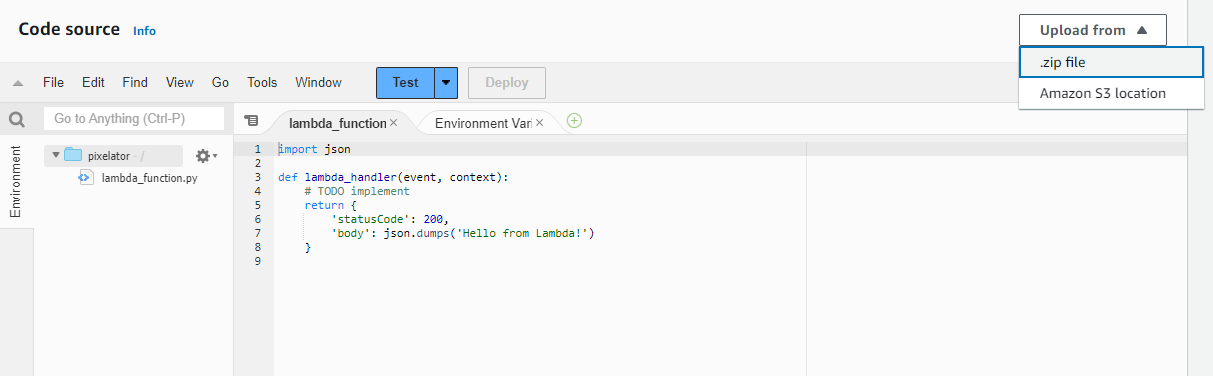 Code source Info
Upload from
.zip file
Amazon S3 location
File Edit Find View Go Tools Window Test Deploy
Go to Anything (Ctrl-P)
Environment
pixelator - /
lambda_function.py
lambda_function Environment Vari
1 import json
2
3 def lambda_handler(event, context):
4 # TODO implement
5 return {
6 'statusCode': 200,
7 'body': json.dumps('Hello from Lambda!')
8 }
9